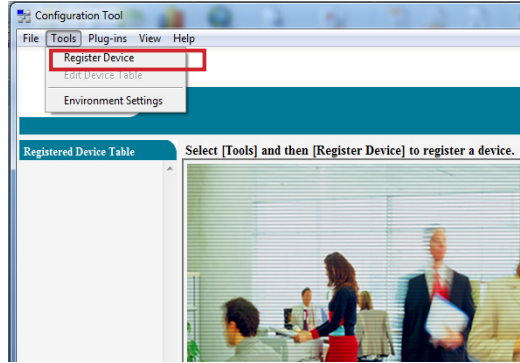 Configuration Tool
File Tools Plug-ins View Help
Register Device
Edit Device Table
Environment Settings
Registered Device Table
Select [Tools] and then [Register Device] to register a device.